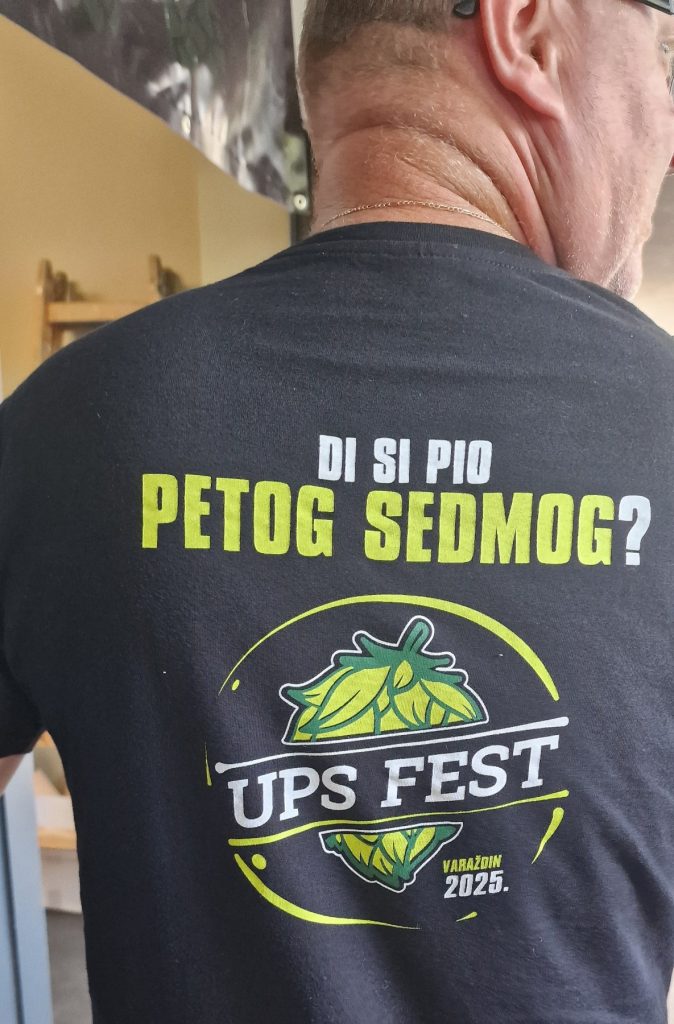 DI SI PIO
PETOG SEDMOG?
UPS FEST
VARAŽDIN
2025.